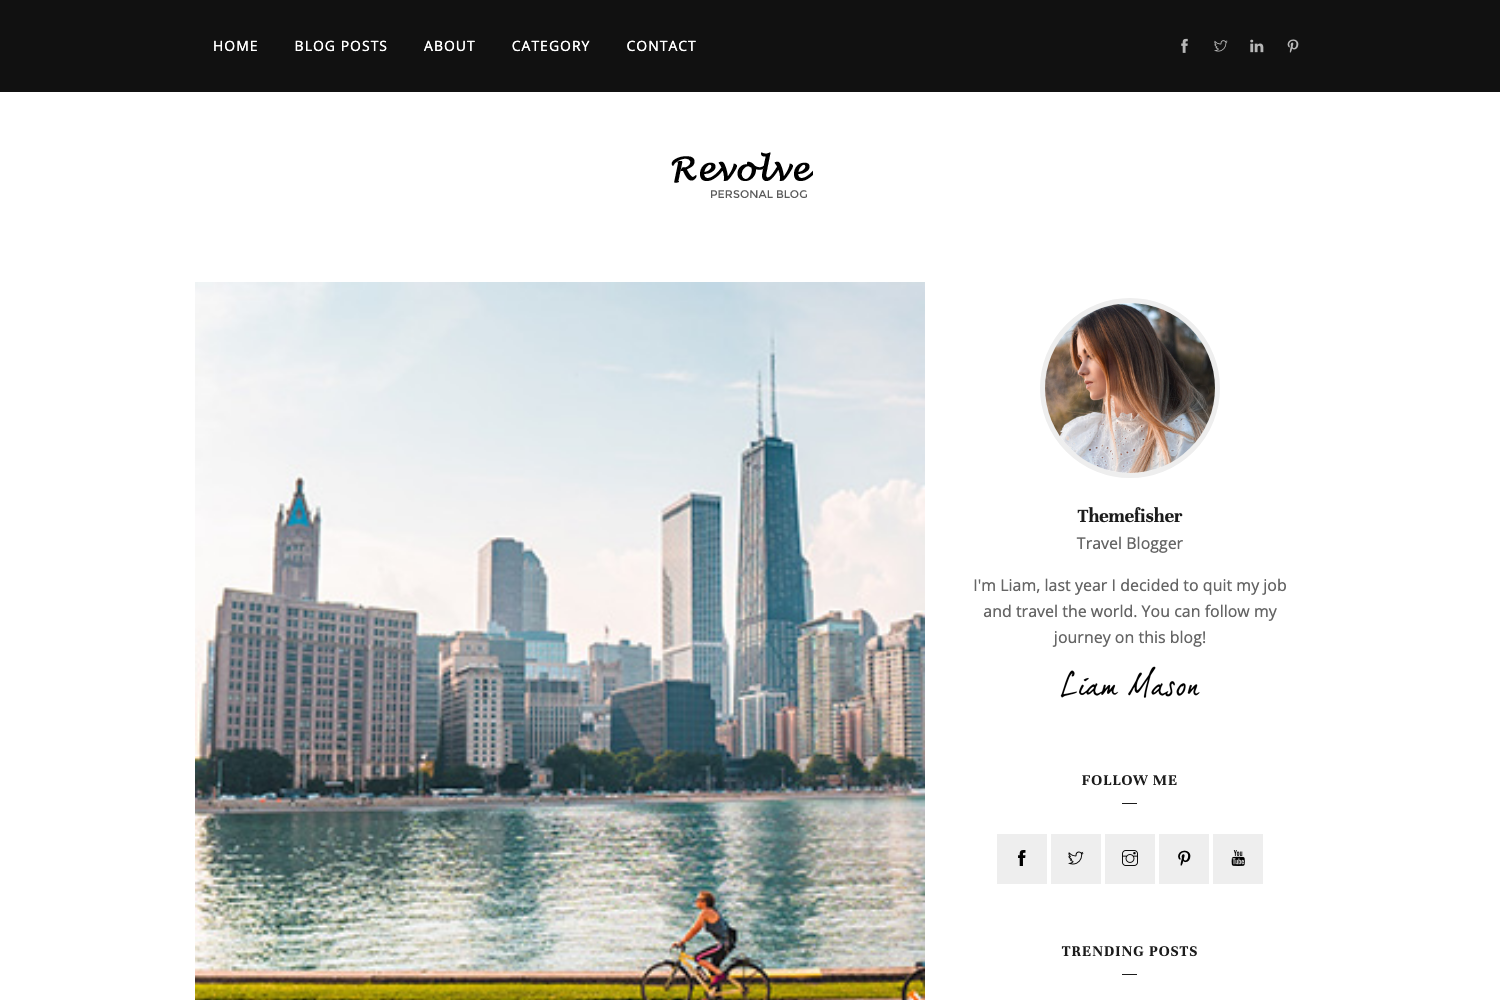 HOME BLOG POSTS ABOUT CATEGORY CONTACT
Revolve
PERSONAL BLOG
Themefisher
Travel Blogger
I'm Liam, last year I decided to quit my job
and travel the world. You can follow my
journey on this blog!
Liam Mason
FOLLOW ME
You
Tube
TRENDING POSTS